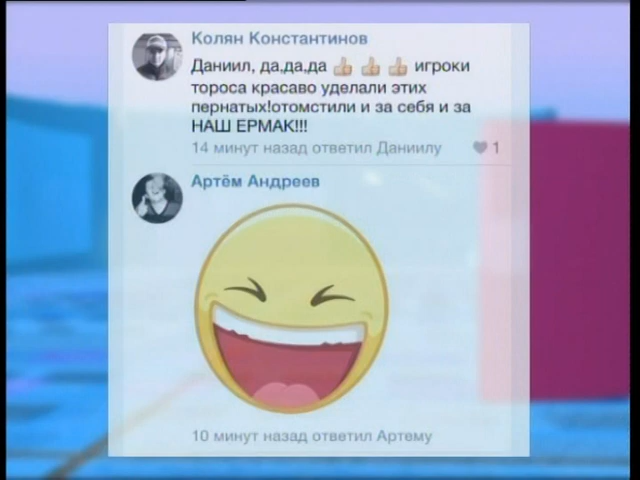 Колян Константинов
Даниил, да,да,да 👍 👍 👍 игроки
тороса красаво уделали этих
пернатых!отомстили и за себя и за
НАШ ЕРМАК!!!
14 минут назад ответил Даниилу 1
Артём Андреев
10 минут назад ответил Артему